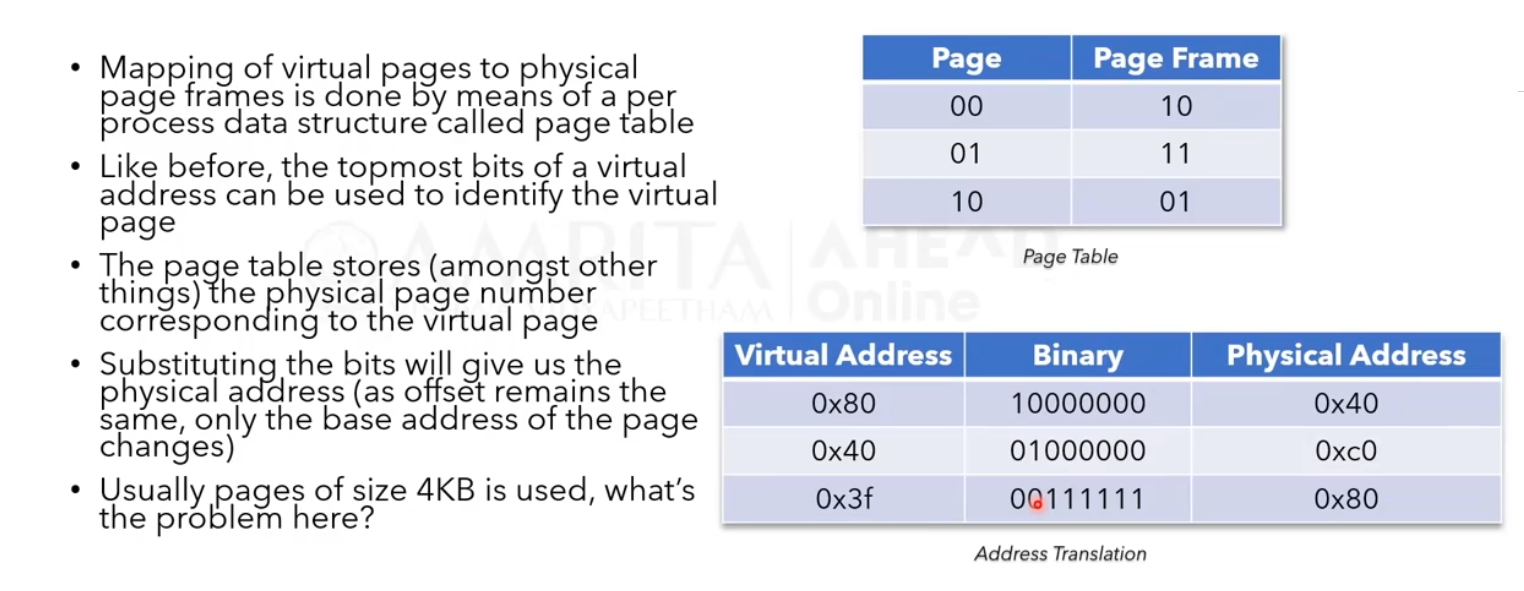 • Mapping of virtual pages to physical
page frames is done by means of a per
process data structure called page table
• Like before, the topmost bits of a virtual
address can be used to identify the virtual
page
• The page table stores (amongst other
things) the physical page number
corresponding to the virtual page
• Substituting the bits will give us the
physical address (as offset remains the
same, only the base address of the page
changes)
• Usually pages of size 4KB is used, what's
the problem here?
Page Page Frame
00 10
01 11
10 01
Page Table
AMRITA AHEAD
Online
Virtual Address Binary Physical Address
0x80 10000000 0x40
0x40 01000000 0xc0
0x3f 00111111 0x80
Address Translation